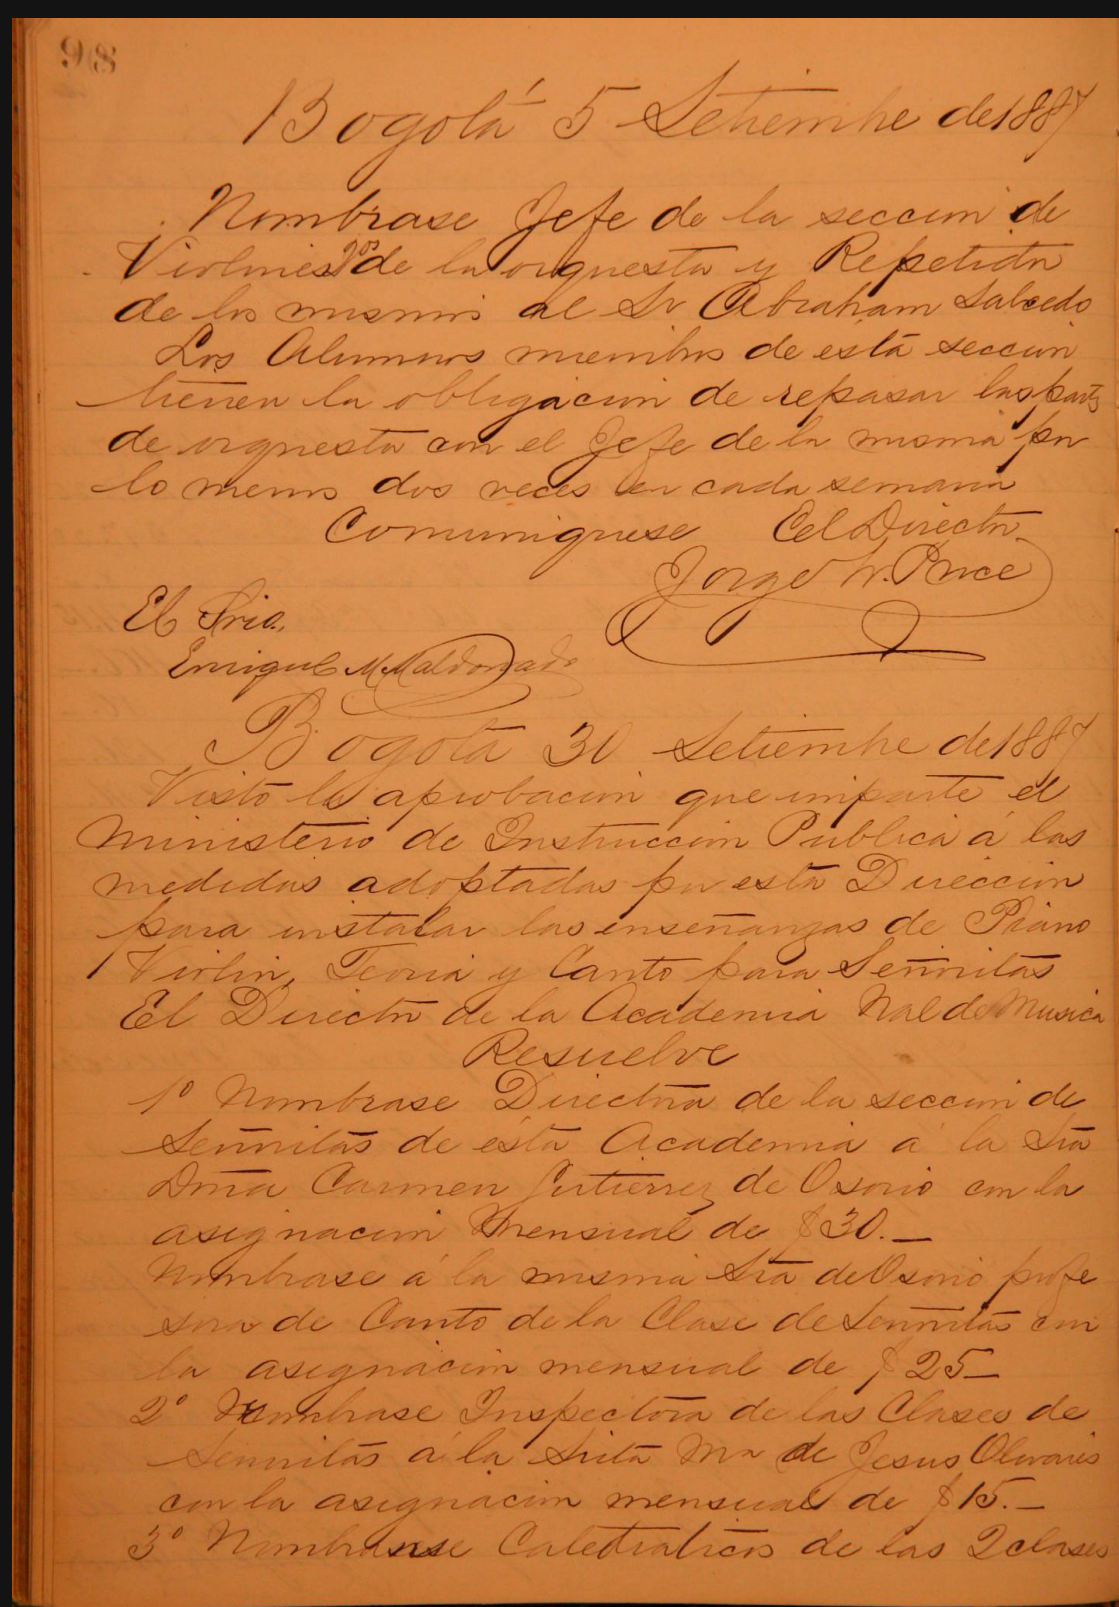 98
Bogotá 5 Setiembre de 1887
Nombrase Jefe de la seccion de
Violines 2os de la orquesta y Repetidor
de los mismos al Sr Abraham Salcedo
Los Alumnos miembros de está seccion
tienen la obligacion de repasar las partes
de orquesta con el Jefe de la misma por
lo menos dos veces en cada semana
Comuniquese El Director
Jorge W. Price
El Srio.
Enrique M Maldonado
Bogotá 30 Setiembre de 1887
Visto la aprobacion que imparte el
Ministerio de Instruccion Publica á las
medidas adoptadas por esta Direccion
para instalar las enseñanzas de Piano
Violin, Teoria y Canto para Señoritas
El Director de la Academia Nal de Musica
Resuelve
1º Nombrase Directora de la seccion de
Señoritas de ésta Academia á la Sra
Doña Carmen Gutierrez de Osorio con la
asignacion mensual de $30.—
Nombrase á la misma Sra de Osorio profe
sora de Canto de la Clase de Señoritas con
la asignacion mensual de $25—
2º Nombrase Inspectora de las Clases de
Señoritas á la Srita Ma de Jesus Olivares
con la asignacion mensual de $15.—
3º Nombranse Catedraticos de las 2 clases